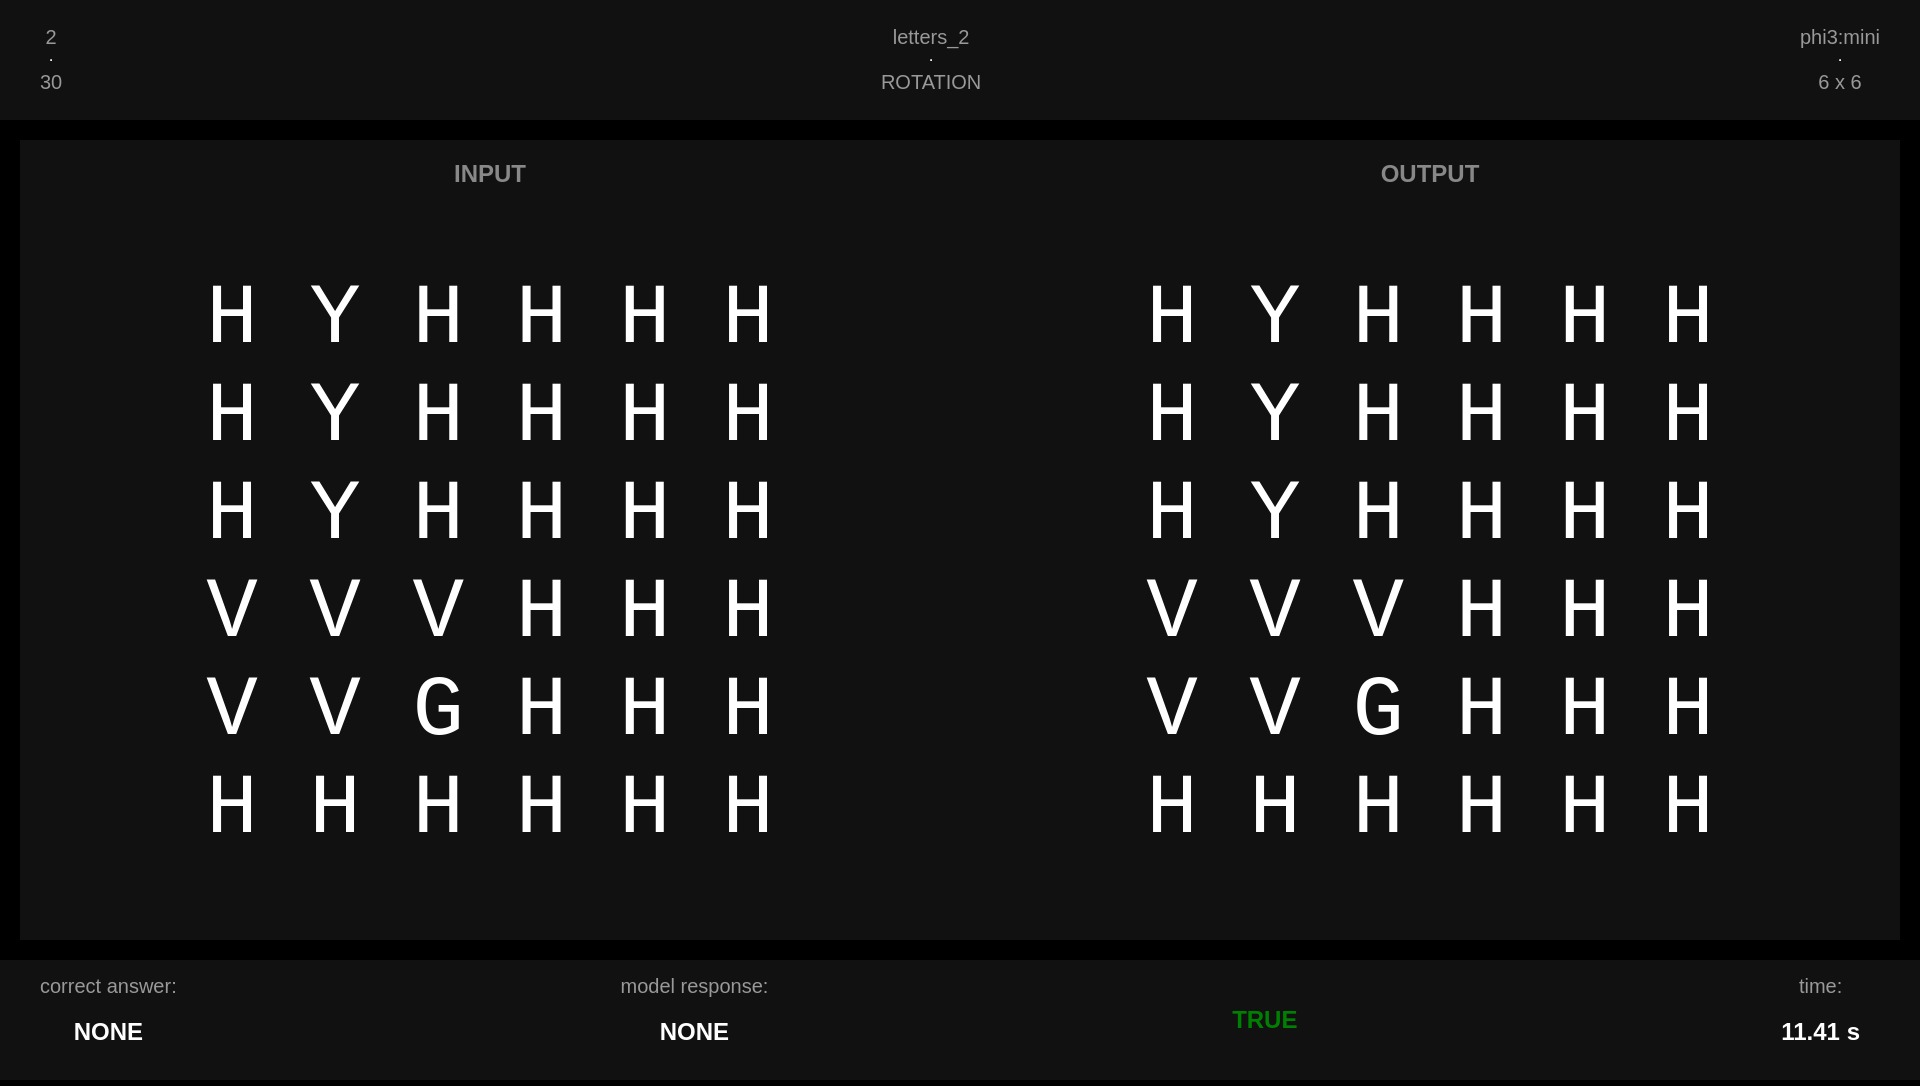 2 letters_2 phi3:mini
· · ·
30 ROTATION 6 x 6
INPUT OUTPUT
H Y H H H H H Y H H H H
H Y H H H H H Y H H H H
H Y H H H H H Y H H H H
V V V H H H V V V H H H
V V G H H H V V G H H H
H H H H H H H H H H H H
correct answer: model response: time:
NONE NONE TRUE 11.41 s